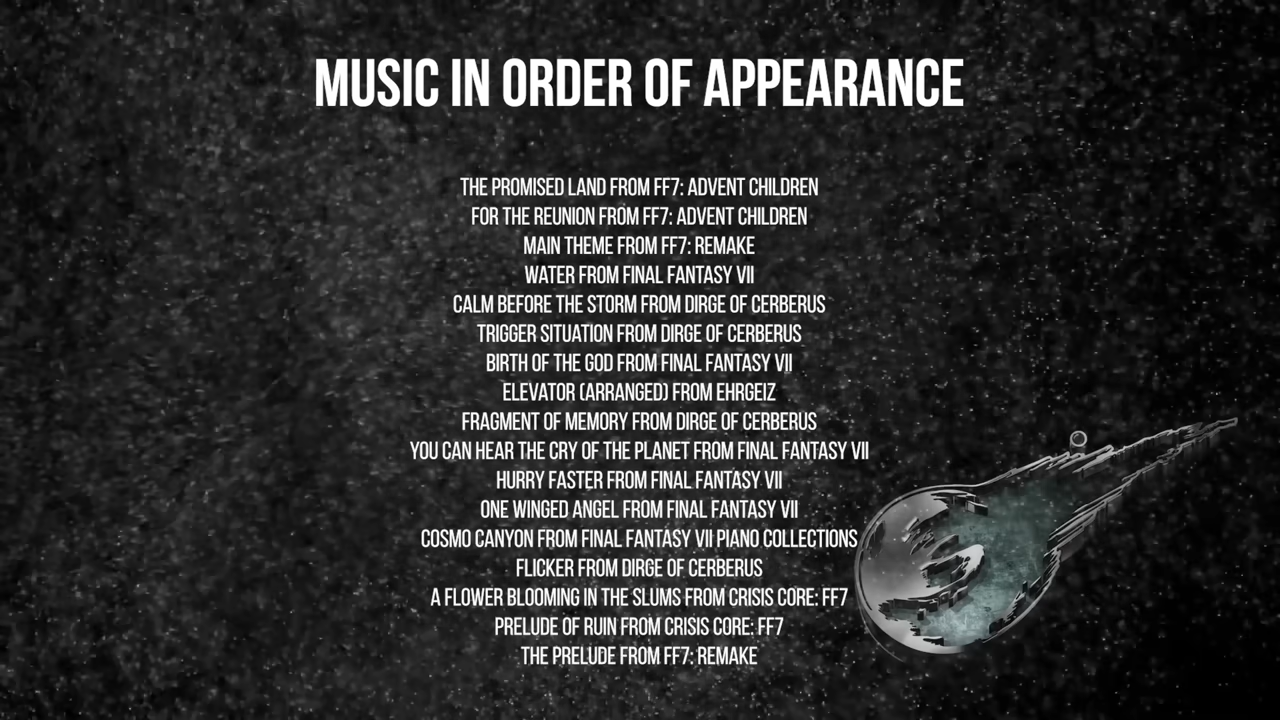 MUSIC IN ORDER OF APPEARANCE
THE PROMISED LAND FROM FF7: ADVENT CHILDREN
FOR THE REUNION FROM FF7: ADVENT CHILDREN
MAIN THEME FROM FF7: REMAKE
WATER FROM FINAL FANTASY VII
CALM BEFORE THE STORM FROM DIRGE OF CERBERUS
TRIGGER SITUATION FROM DIRGE OF CERBERUS
BIRTH OF THE GOD FROM FINAL FANTASY VII
ELEVATOR (ARRANGED) FROM EHRGEIZ
FRAGMENT OF MEMORY FROM DIRGE OF CERBERUS
YOU CAN HEAR THE CRY OF THE PLANET FROM FINAL FANTASY VII
HURRY FASTER FROM FINAL FANTASY VII
ONE WINGED ANGEL FROM FINAL FANTASY VII
COSMO CANYON FROM FINAL FANTASY VII PIANO COLLECTIONS
FLICKER FROM DIRGE OF CERBERUS
A FLOWER BLOOMING IN THE SLUMS FROM CRISIS CORE: FF7
PRELUDE OF RUIN FROM CRISIS CORE: FF7
THE PRELUDE FROM FF7: REMAKE